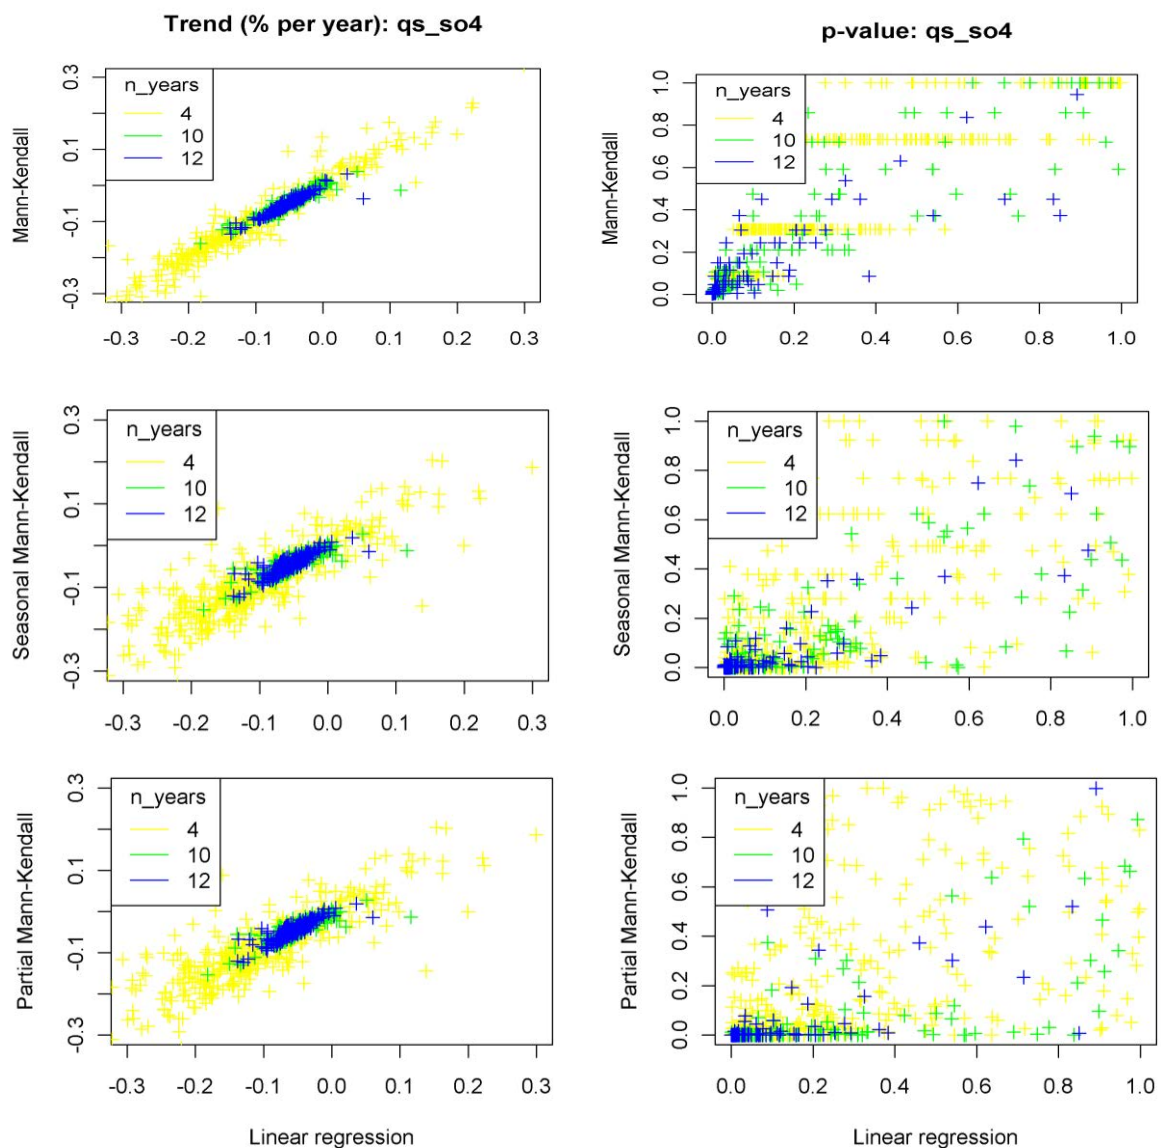 Trend (% per year): qs_so4
p-value: qs_so4
Mann-Kendall
0.3
0.1
-0.1
-0.3
n_years
4
10
12
-0.3 -0.2 -0.1 0.0 0.1 0.2 0.3
Mann-Kendall
1.0
0.8
0.6
0.4
0.2
0.0
n_years
4
10
12
0.0 0.2 0.4 0.6 0.8 1.0
Seasonal Mann-Kendall
0.3
0.1
-0.1
-0.3
n_years
4
10
12
-0.3 -0.2 -0.1 0.0 0.1 0.2 0.3
Seasonal Mann-Kendall
1.0
0.8
0.6
0.4
0.2
0.0
n_years
4
10
12
0.0 0.2 0.4 0.6 0.8 1.0
Partial Mann-Kendall
0.3
0.1
-0.1
-0.3
n_years
4
10
12
-0.3 -0.2 -0.1 0.0 0.1 0.2 0.3
Linear regression
Partial Mann-Kendall
1.0
0.8
0.6
0.4
0.2
0.0
n_years
4
10
12
0.0 0.2 0.4 0.6 0.8 1.0
Linear regression